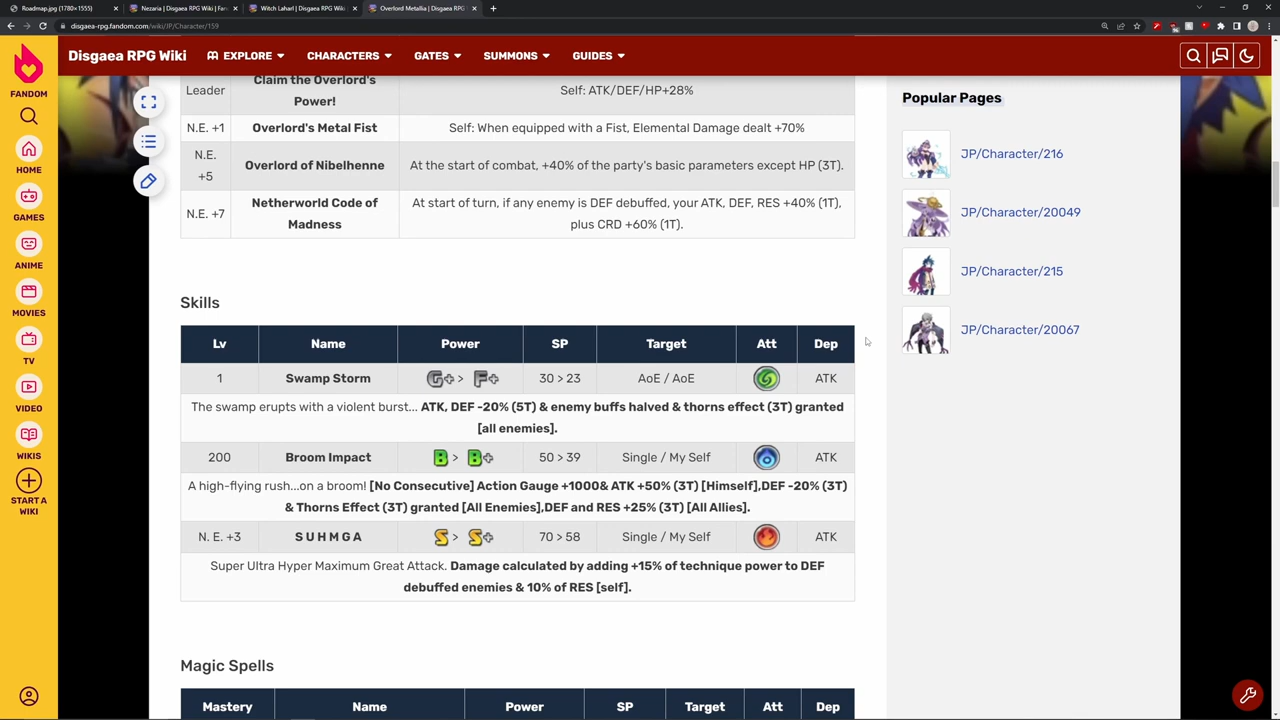 Roadmap.jpg (1780×1555)
Nezaria | Disgaea RPG Wiki | Fan
Witch Laharl | Disgaea RPG Wiki
Overlord Metallia | Disgaea RPG
disgaea-rpg.fandom.com/wiki/JP/Character/159
FANDOM
HOME
GAMES
ANIME
MOVIES
TV
VIDEO
WIKIS
START A
WIKI
Disgaea RPG Wiki
EXPLORE
CHARACTERS
GATES
SUMMONS
GUIDES
Leader
Claim the Overlord's
Power!
Self: ATK/DEF/HP+28%
N.E. +1
Overlord's Metal Fist
Self: When equipped with a Fist, Elemental Damage dealt +70%
N.E.
+5
Overlord of Nibelhenne
At the start of combat, +40% of the party's basic parameters except HP (3T).
N.E. +7
Netherworld Code of
Madness
At start of turn, if any enemy is DEF debuffed, your ATK, DEF, RES +40% (1T),
plus CRD +60% (1T).
Skills
Lv Name Power SP Target Att Dep
1 Swamp Storm G+ > F+ 30 > 23 AoE / AoE ATK
The swamp erupts with a violent burst... ATK, DEF -20% (5T) & enemy buffs halved & thorns effect (3T) granted
[all enemies].
200 Broom Impact B > B+ 50 > 39 Single / My Self ATK
A high-flying rush...on a broom! [No Consecutive] Action Gauge +1000& ATK +50% (3T) [Himself],DEF -20% (3T)
& Thorns Effect (3T) granted [All Enemies],DEF and RES +25% (3T) [All Allies].
N. E. +3 S U H M G A S > S+ 70 > 58 Single / My Self ATK
Super Ultra Hyper Maximum Great Attack. Damage calculated by adding +15% of technique power to DEF
debuffed enemies & 10% of RES [self].
Magic Spells
Mastery Name Power SP Target Att Dep
Popular Pages
JP/Character/216
JP/Character/20049
JP/Character/215
JP/Character/20067